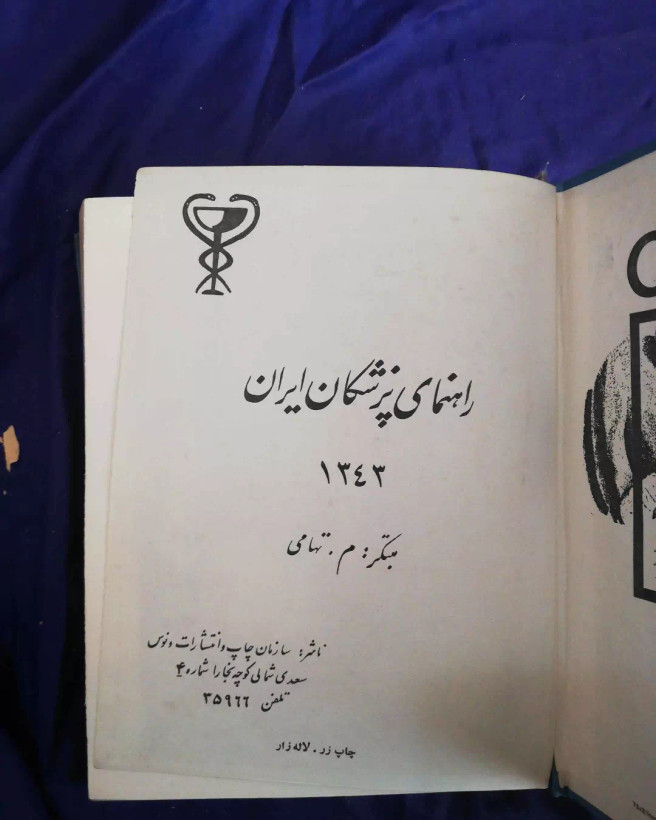 راهنمای پزشکان ایران
۱۳٤۳
مبتکر: م . تهامی
ناشر: سازمان چاپ و انتشارات ونوس
سعدی شمالی کوچه بخارا شماره ۴
تلفن ۳۵۹٦٦
چاپ زر . لاله زار